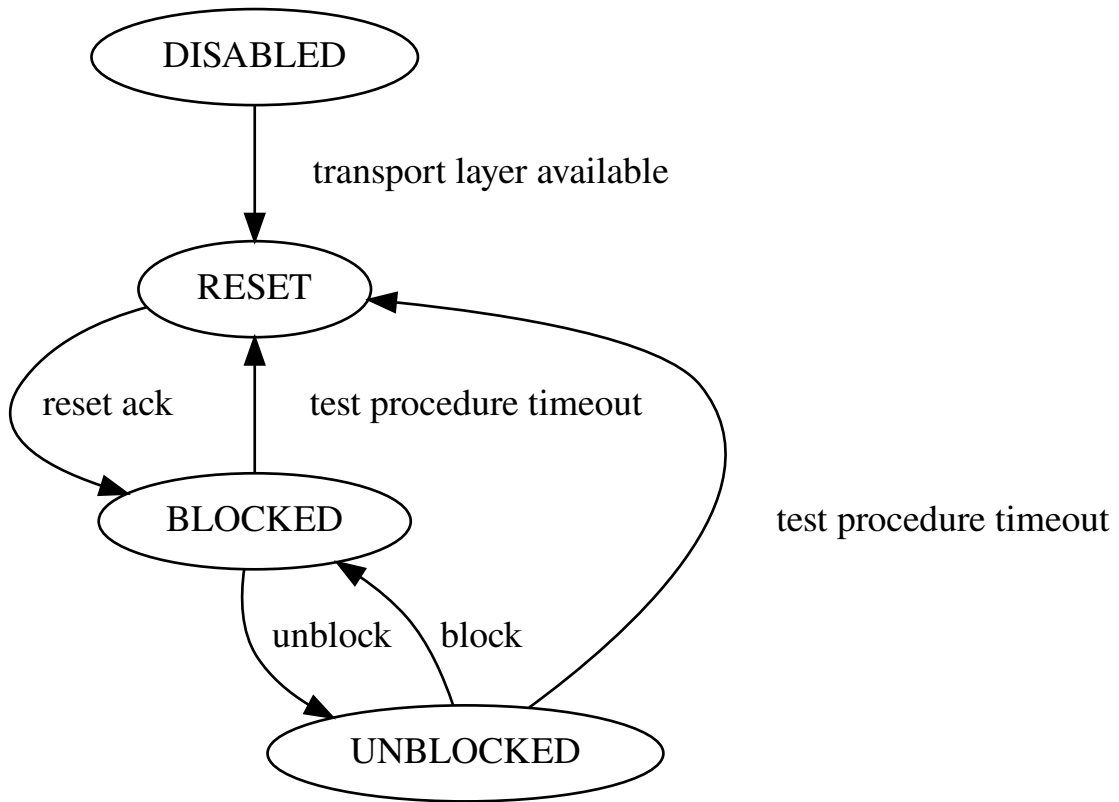 DISABLED
transport layer available
RESET
reset ack
test procedure timeout
BLOCKED
test procedure timeout
unblock
block
UNBLOCKED